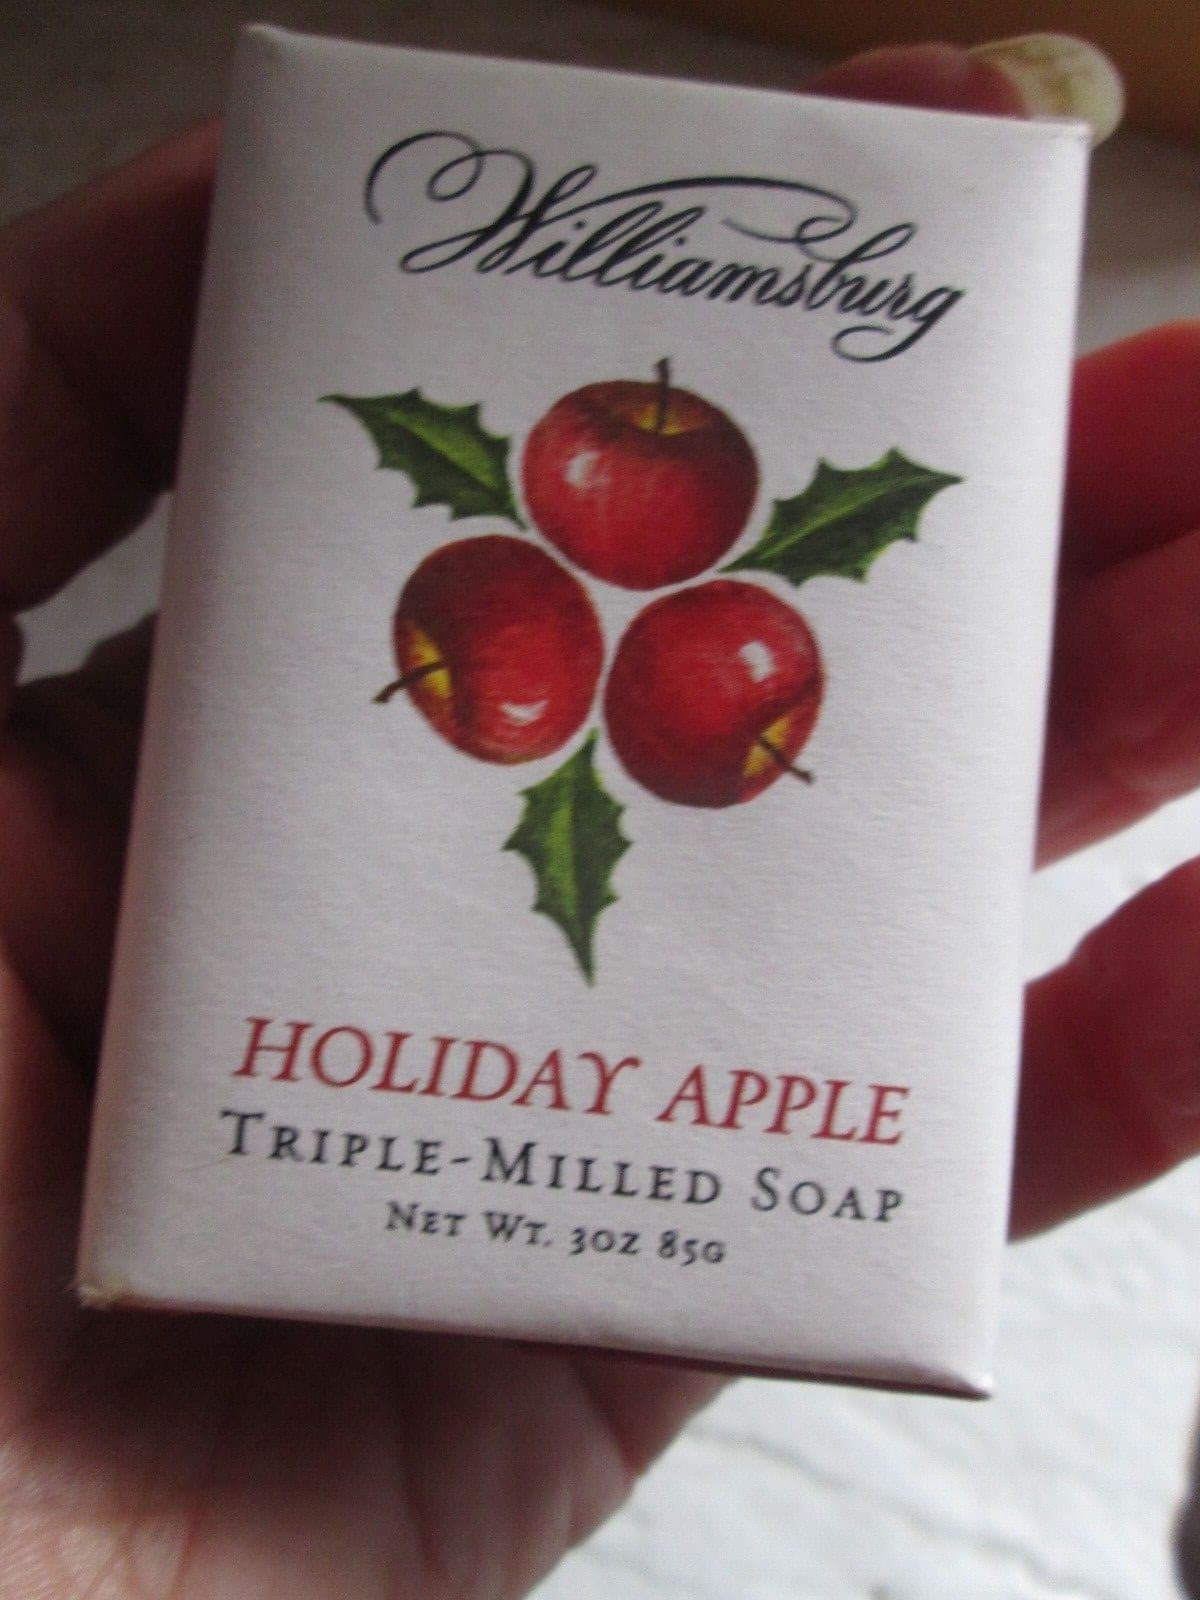 Williamsburg
HOLIDAY APPLE
TRIPLE-MILLED SOAP
NET WT. 3OZ 85G